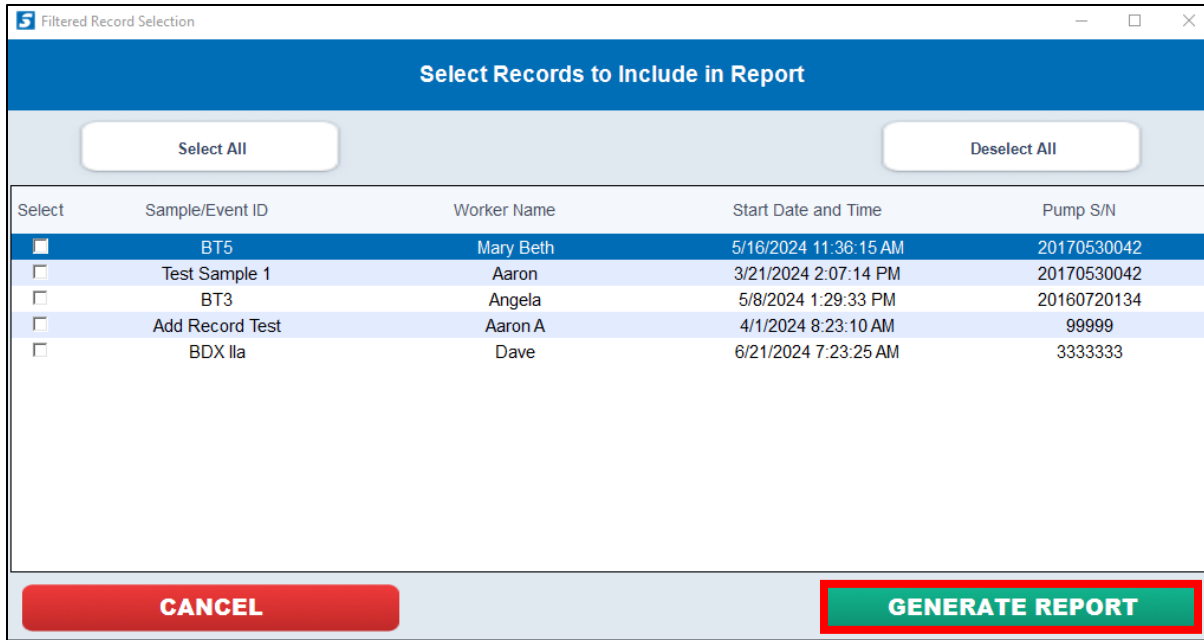 Filtered Record Selection
Select Records to Include in Report
Select All Deselect All
Select Sample/Event ID Worker Name Start Date and Time Pump S/N
BT5 Mary Beth 5/16/2024 11:36:15 AM 20170530042
Test Sample 1 Aaron 3/21/2024 2:07:14 PM 20170530042
BT3 Angela 5/8/2024 1:29:33 PM 20160720134
Add Record Test Aaron A 4/1/2024 8:23:10 AM 99999
BDX IIa Dave 6/21/2024 7:23:25 AM 3333333
CANCEL GENERATE REPORT